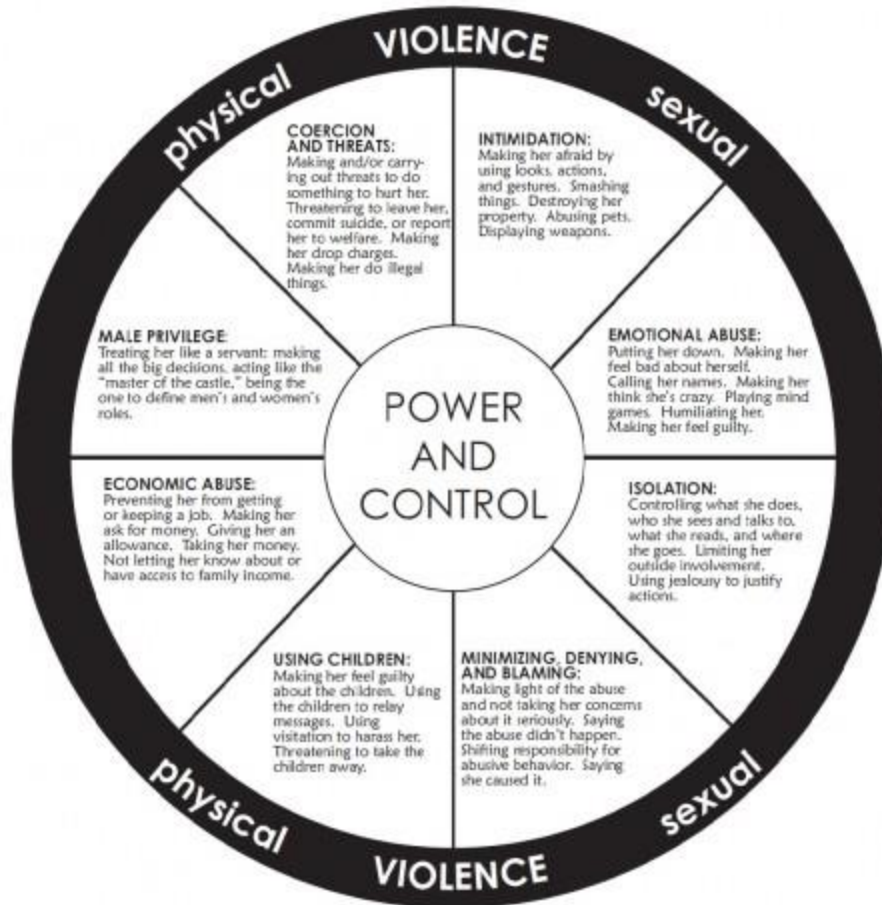 physical VIOLENCE sexual
COERCION
AND THREATS:
Making and/or carry-
ing out threats to do
something to hurt her.
Threatening to leave her,
commit suicide, or report
her to welfare. Making
her drop charges.
Making her do illegal
things.
INTIMIDATION:
Making her afraid by
using looks, actions,
and gestures. Smashing
things. Destroying her
property. Abusing pets.
Displaying weapons.
MALE PRIVILEGE:
Treating her like a servant: making
all the big decisions, acting like the
"master of the castle," being the
one to define men's and women's
roles.
EMOTIONAL ABUSE:
Putting her down. Making her
feel bad about herself.
Calling her names. Making her
think she's crazy. Playing mind
games. Humiliating her.
Making her feel guilty.
POWER
AND
CONTROL
ECONOMIC ABUSE:
Preventing her from getting
or keeping a job. Making her
ask for money. Giving her an
allowance. Taking her money.
Not letting her know about or
have access to family income.
ISOLATION:
Controlling what she does,
who she sees and talks to,
what she reads, and where
she goes. Limiting her
outside involvement.
Using jealousy to justify
actions.
USING CHILDREN:
Making her feel guilty
about the children. Using
the children to relay
messages. Using
visitation to harass her.
Threatening to take the
children away.
MINIMIZING, DENYING,
AND BLAMING:
Making light of the abuse
and not taking her concerns
about it seriously. Saying
the abuse didn't happen.
Shifting responsibility for
abusive behavior. Saying
she caused it.
physical VIOLENCE sexual